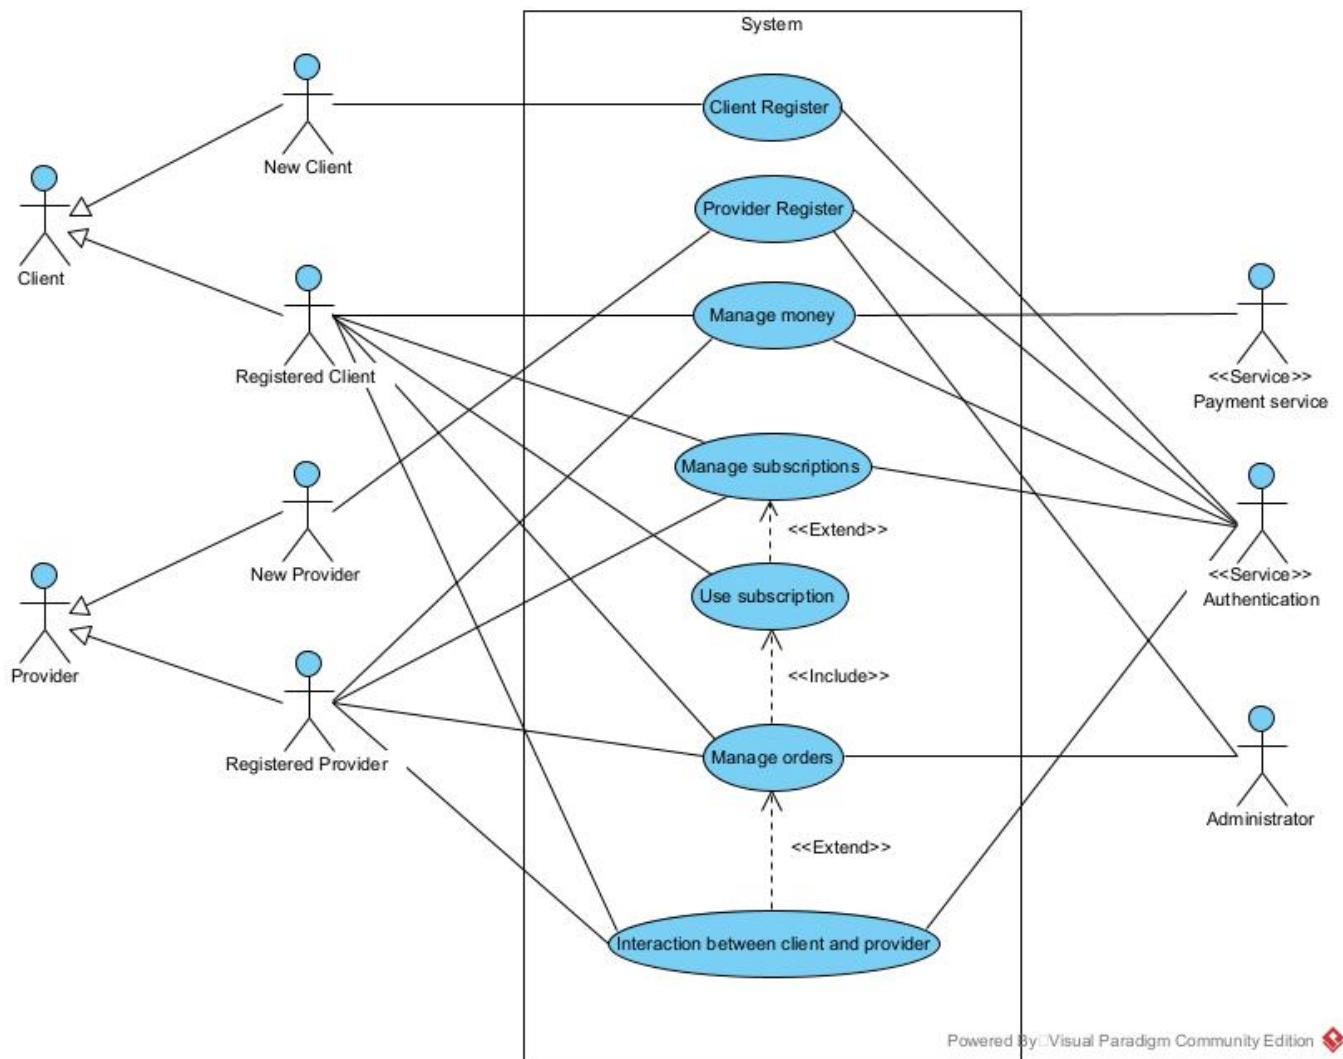 System
Client Register
New Client
Provider Register
Client
Manage money
Registered Client
<<Service>>
Payment service
Manage subscriptions
<<Extend>>
New Provider
<<Service>>
Authentication
Use subscription
Provider
<<Include>>
Registered Provider
Manage orders
Administrator
<<Extend>>
Interaction between client and provider
Powered By Visual Paradigm Community Edition